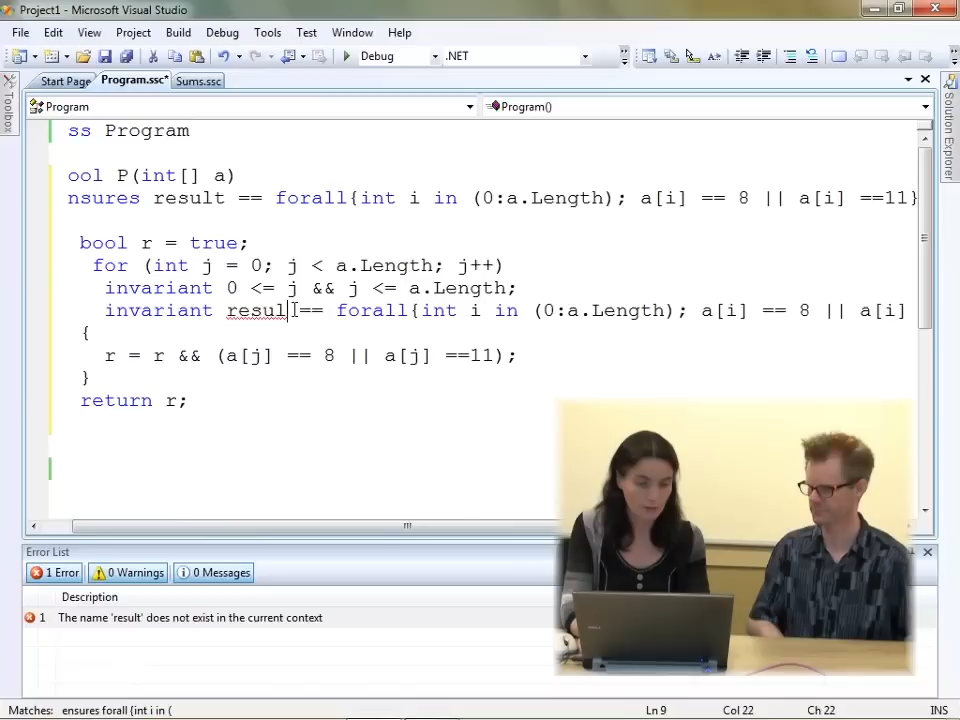 Project1 - Microsoft Visual Studio
File Edit View Project Build Debug Tools Test Window Help
Debug .NET
Start Page Program.ssc* Sums.ssc
Toolbox
Solution Explorer
Program Program()
ss Program
ool P(int[] a)
nsures result == forall{int i in (0:a.Length); a[i] == 8 || a[i] ==11}
bool r = true;
for (int j = 0; j < a.Length; j++)
invariant 0 <= j && j <= a.Length;
invariant resul == forall{int i in (0:a.Length); a[i] == 8 || a[i]
{
r = r && (a[j] == 8 || a[j] ==11);
}
return r;
Error List
1 Error 0 Warnings 0 Messages
Description
1 The name 'result' does not exist in the current context
Matches: ensures forall {int i in ( Ln 9 Col 22 Ch 22 INS